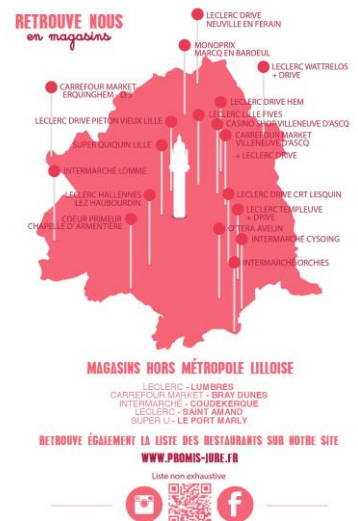 RETROUVE NOUS
en magasins
LECLERC DRIVE
NEUVILLE EN FERAIN
MONOPRIX
MARCQ EN BAROEUL
LECLERC WATTRELOS
+ DRIVE
CARREFOUR MARKET
ERQUINGHEM - LYS
LECLERC DRIVE HEM
LECLERC LILLE FIVES
LECLERC DRIVE PIETON VIEUX LILLE
CASINO SHOP VILLENEUVE D'ASCQ
CARREFOUR MARKET
VILLENEUVE D'ASCQ
+ LECLERC DRIVE
SUPER QUIQUIN LILLE
INTERMARCHÉ LOMME
LECLERC HALLENNES
LEZ HAUBOURDIN
LECLERC DRIVE CRT LESQUIN
LECLERC TEMPLEUVE
+ DRIVE
COEUR PRIMEUR
CHAPELLE D'ARMENTIÈRE
O'TERA AVELIN
INTERMARCHÉ CYSOING
INTERMARCHÉ ORCHIES
MAGASINS HORS MÉTROPOLE LILLOISE
LECLERC - LUMBRES
CARREFOUR MARKET - BRAY DUNES
INTERMARCHÉ - COUDEKERQUE
LECLERC - SAINT AMAND
SUPER U - LE PORT MARLY
RETROUVE ÉGALEMENT LA LISTE DES RESTAURANTS SUR NOTRE SITE
WWW.PROMIS-JURE.FR
Liste non exhaustive